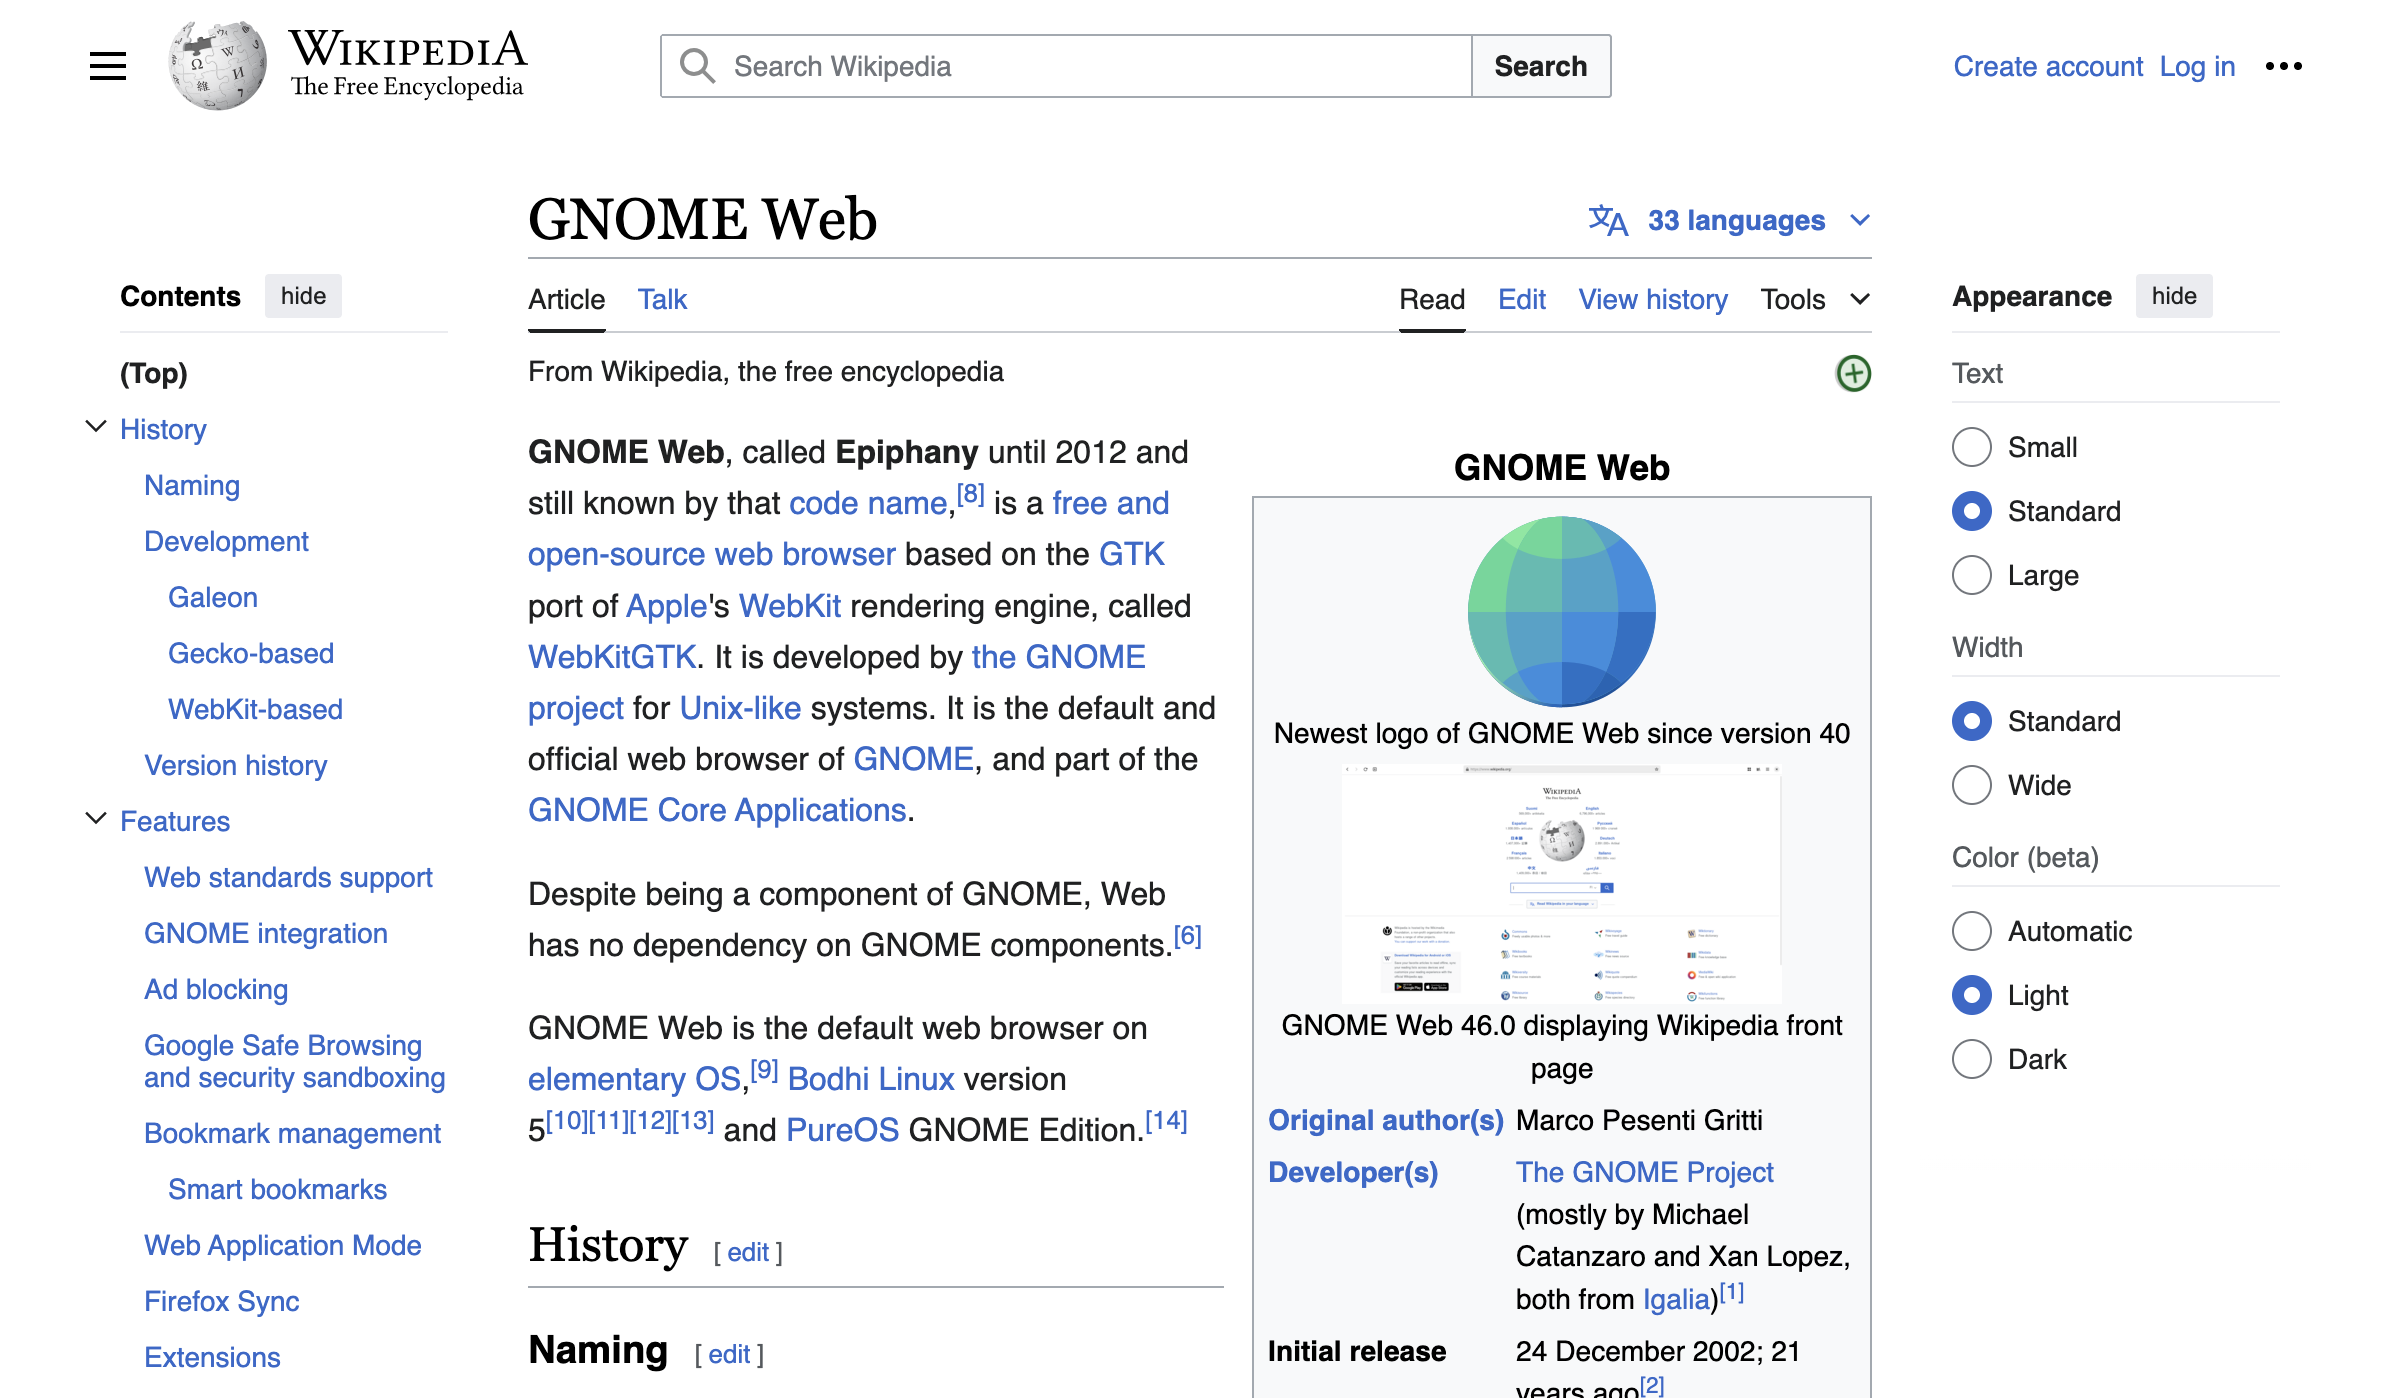 WIKIPEDIA
The Free Encyclopedia
Search Wikipedia
Search
Create account Log in
GNOME Web
33 languages
Contents hide
Article Talk
Read Edit View history Tools
Appearance hide
(Top)
History
Naming
Development
Galeon
Gecko-based
WebKit-based
Version history
Features
Web standards support
GNOME integration
Ad blocking
Google Safe Browsing
and security sandboxing
Bookmark management
Smart bookmarks
Web Application Mode
Firefox Sync
Extensions
From Wikipedia, the free encyclopedia
GNOME Web, called Epiphany until 2012 and
still known by that code name,[8] is a free and
open-source web browser based on the GTK
port of Apple's WebKit rendering engine, called
WebKitGTK. It is developed by the GNOME
project for Unix-like systems. It is the default and
official web browser of GNOME, and part of the
GNOME Core Applications.
Despite being a component of GNOME, Web
has no dependency on GNOME components.[6]
GNOME Web is the default web browser on
elementary OS,[9] Bodhi Linux version
5[10][11][12][13] and PureOS GNOME Edition.[14]
History [ edit ]
Naming [ edit ]
GNOME Web
Newest logo of GNOME Web since version 40
WIKIPEDIA
The Free Encyclopedia
GNOME Web 46.0 displaying Wikipedia front
page
Original author(s) Marco Pesenti Gritti
Developer(s) The GNOME Project
(mostly by Michael
Catanzaro and Xan Lopez,
both from Igalia)[1]
Initial release 24 December 2002; 21
years ago[2]
Text
Small
Standard
Large
Width
Standard
Wide
Color (beta)
Automatic
Light
Dark